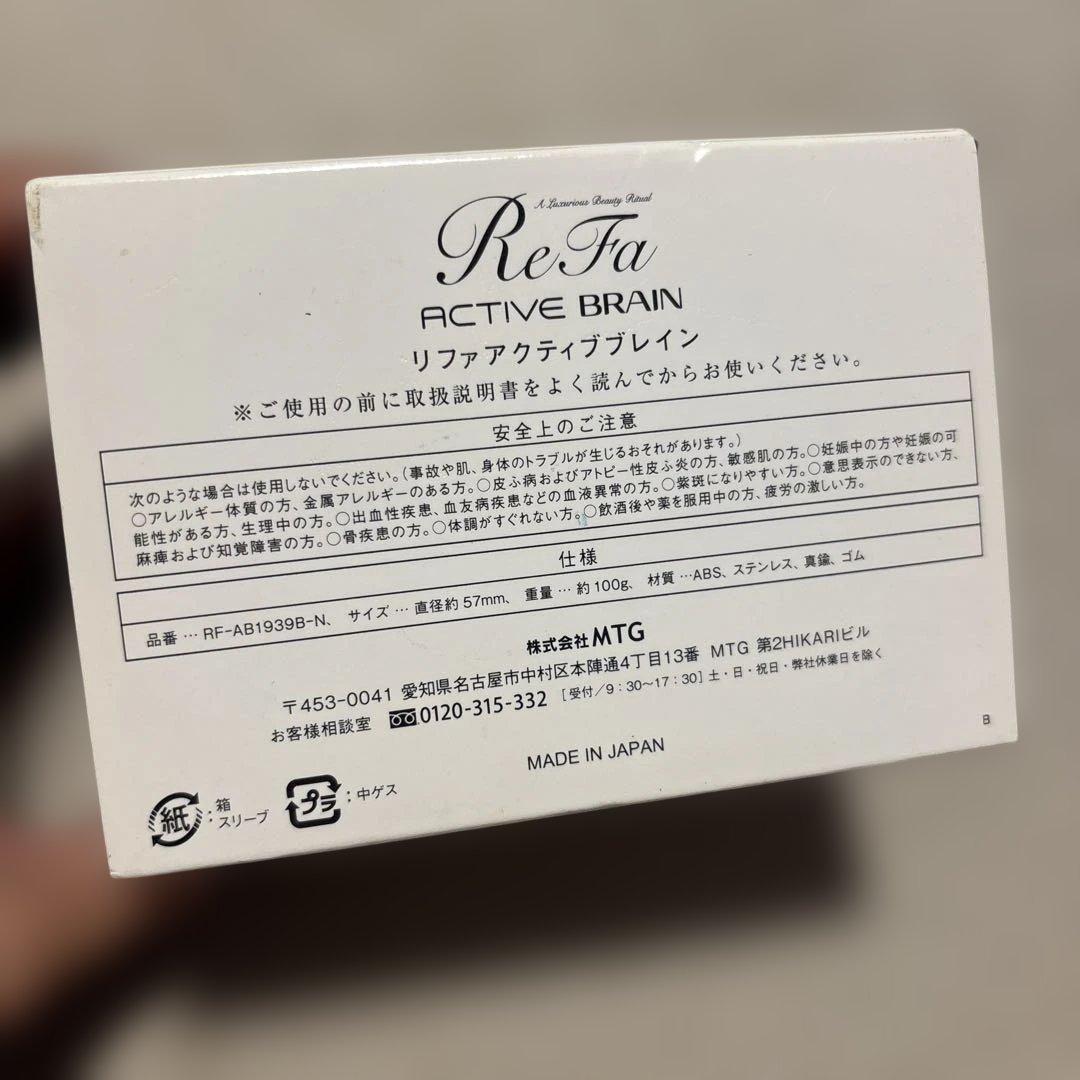 A Luxurious Beauty Ritual
ReFa
ACTIVE BRAIN
リファアクティブブレイン
※ご使用の前に取扱説明書をよく読んでからお使いください。
安全上のご注意
次のような場合は使用しないでください。(事故や肌、身体のトラブルが生じるおそれがあります。)
○アレルギー体質の方、金属アレルギーのある方。○皮ふ病およびアトピー性皮ふ炎の方、敏感肌の方。○妊娠中の方や妊娠の可
能性がある方、生理中の方。○出血性疾患、血友病疾患などの血液異常の方。○紫斑になりやすい方。○意思表示のできない方、
麻痺および知覚障害の方。○骨疾患の方。○体調がすぐれない方。○飲酒後や薬を服用中の方、疲労の激しい方。
仕様
品番…RF-AB1939B-N、 サイズ…直径約57mm、 重量…約100g、 材質…ABS、ステンレス、真鍮、ゴム
株式会社MTG
〒453-0041 愛知県名古屋市中村区本陣通4丁目13番 MTG 第2HIKARIビル
お客様相談室 0120-315-332 [受付/9:30~17:30] 土・日・祝日・弊社休業日を除く
MADE IN JAPAN
B
紙:箱
スリーブ
プラ:中ゲス